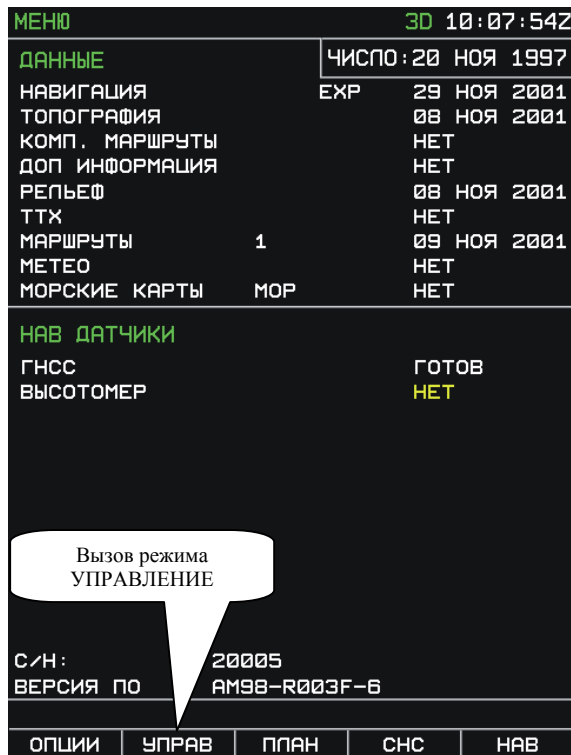 МЕНЮ 3D 10:07:54Z
ДАННЫЕ ЧИСЛО:20 НОЯ 1997
НАВИГАЦИЯ EXP 29 НОЯ 2001
ТОПОГРАФИЯ 08 НОЯ 2001
КОМП. МАРШРУТЫ НЕТ
ДОП ИНФОРМАЦИЯ НЕТ
РЕЛЬЕФ 08 НОЯ 2001
ТТХ НЕТ
МАРШРУТЫ 1 09 НОЯ 2001
МЕТЕО НЕТ
МОРСКИЕ КАРТЫ МОР НЕТ
НАВ ДАТЧИКИ
ГНСС ГОТОВ
ВЫСОТОМЕР НЕТ
Вызов режима
УПРАВЛЕНИЕ
С/Н: 20005
ВЕРСИЯ ПО AM98-R003F-6
ОПЦИИ УПРАВ ПЛАН СНС НАВ